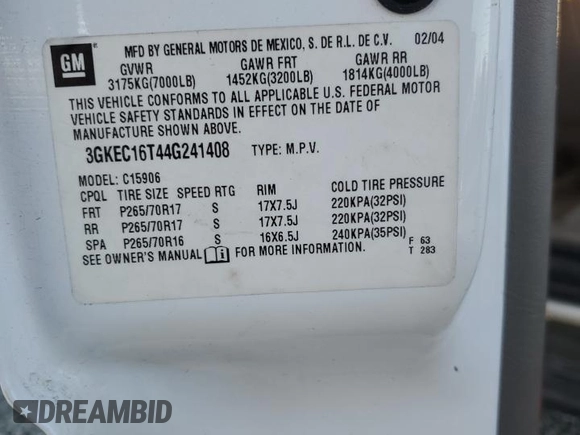 GM
MFD BY GENERAL MOTORS DE MEXICO, S. DE R.L. DE C.V. 02/04
GVWR GAWR FRT GAWR RR
3175KG(7000LB) 1452KG(3200LB) 1814KG(4000LB)
THIS VEHICLE CONFORMS TO ALL APPLICABLE U.S. FEDERAL MOTOR
VEHICLE SAFETY STANDARDS IN EFFECT ON THE DATE OF
MANUFACTURE SHOWN ABOVE.
3GKEC16T44G241408 TYPE: M.P.V.
MODEL: C15906
CPQL TIRE SIZE SPEED RTG RIM COLD TIRE PRESSURE
FRT P265/70R17 S 17X7.5J 220KPA(32PSI)
RR P265/70R17 S 17X7.5J 220KPA(32PSI)
SPA P265/70R16 S 16X6.5J 240KPA(35PSI) F 63
SEE OWNER'S MANUAL FOR MORE INFORMATION. T 283
DREAMBID